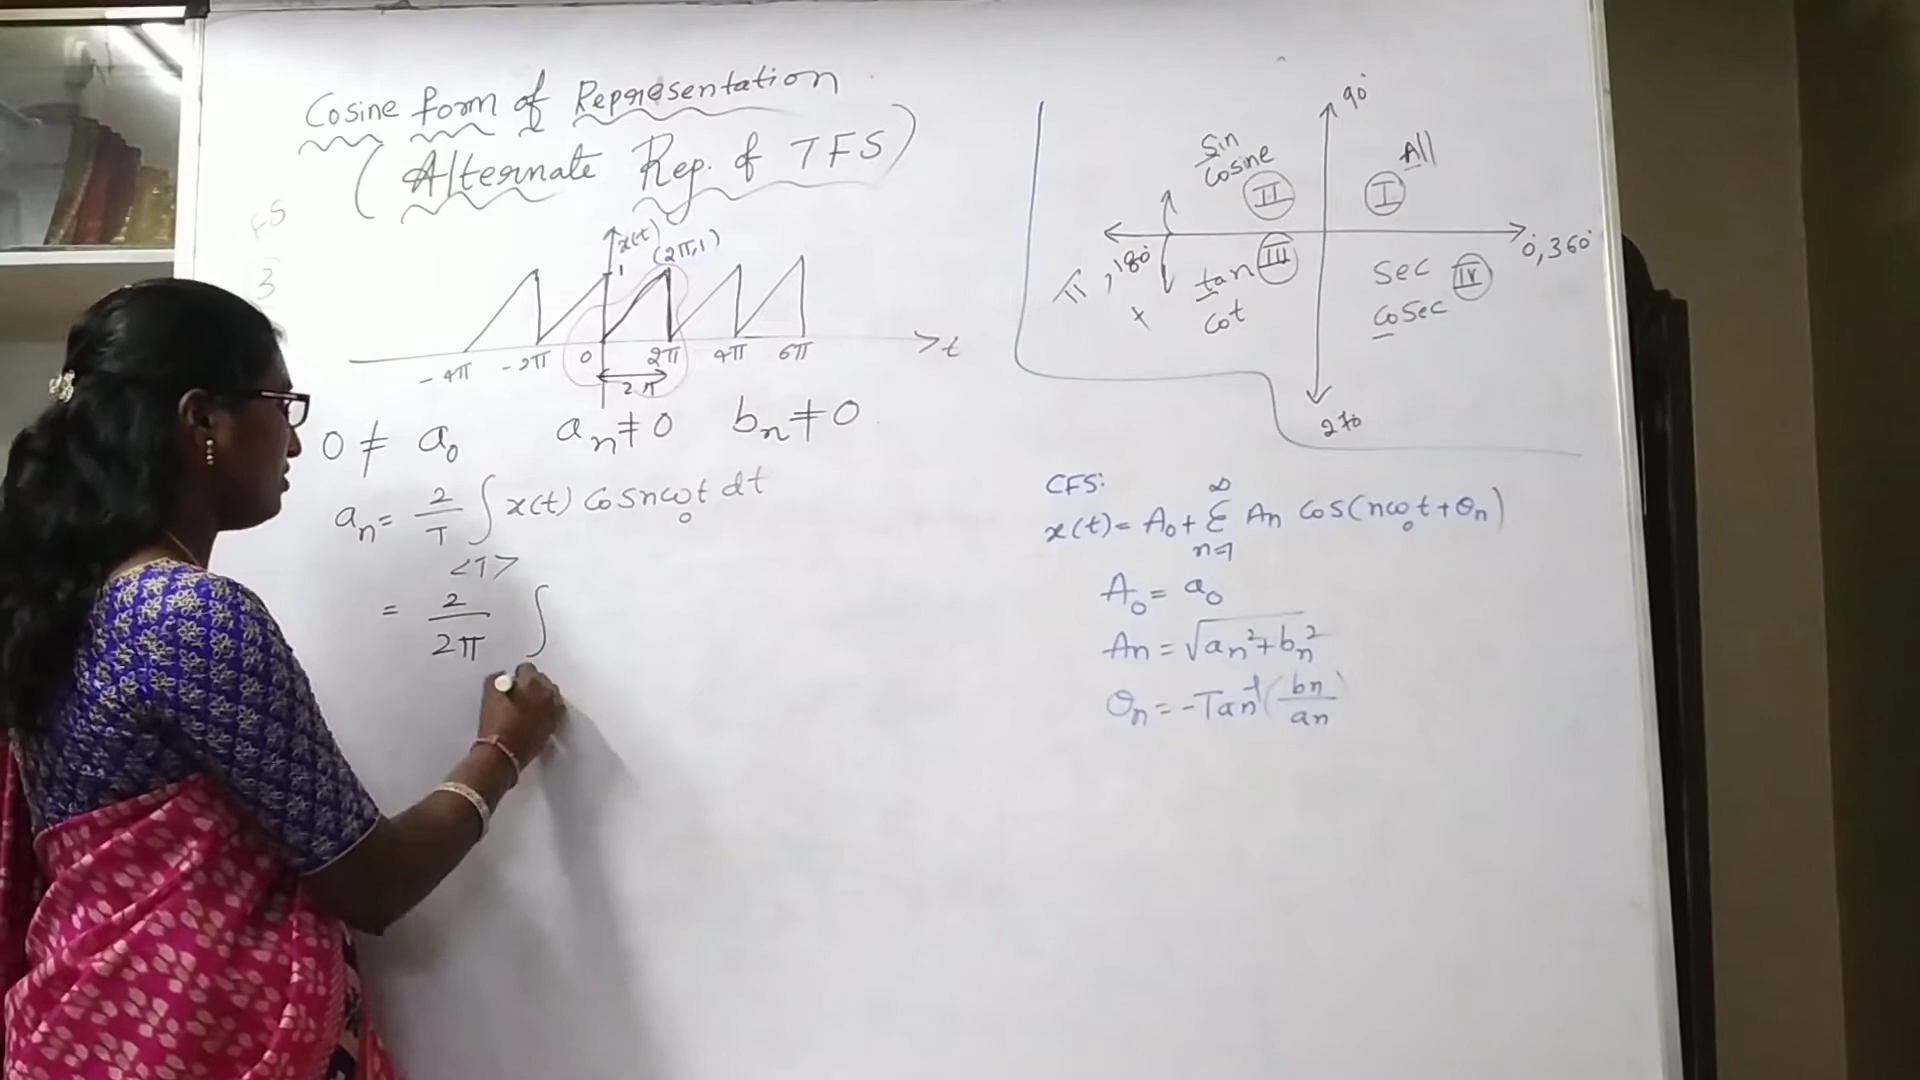 Cosine form of Representation
(Alternate Rep. of TFS)
FS
3
x(t)
1
(2π,1)
t
-4π -2π 0 2π 4π 6π
2π
0 ≠ a₀ aₙ≠0 bₙ≠0
aₙ= 2/T ∫<T> x(t) Cosnω₀t dt
= 2/2π ∫
90°
Sin
Cosine
II
All
I
0°,360°
π,180°
tan
Cot
III
Sec
CoSec
IV
270
CFS:
x(t)= A₀+ ∞Σn=1 An Cos(nω₀t+θn)
A₀= a₀
An=√aₙ²+bₙ²
θn=-Tan⁻¹(bn/an)